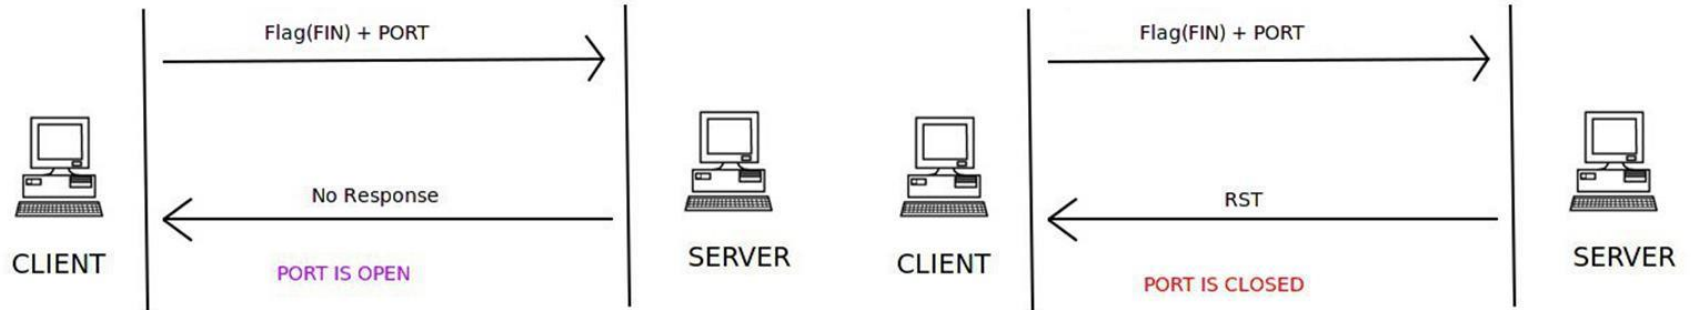 Flag(FIN) + PORT
No Response
CLIENT
SERVER
PORT IS OPEN
Flag(FIN) + PORT
RST
CLIENT
SERVER
PORT IS CLOSED